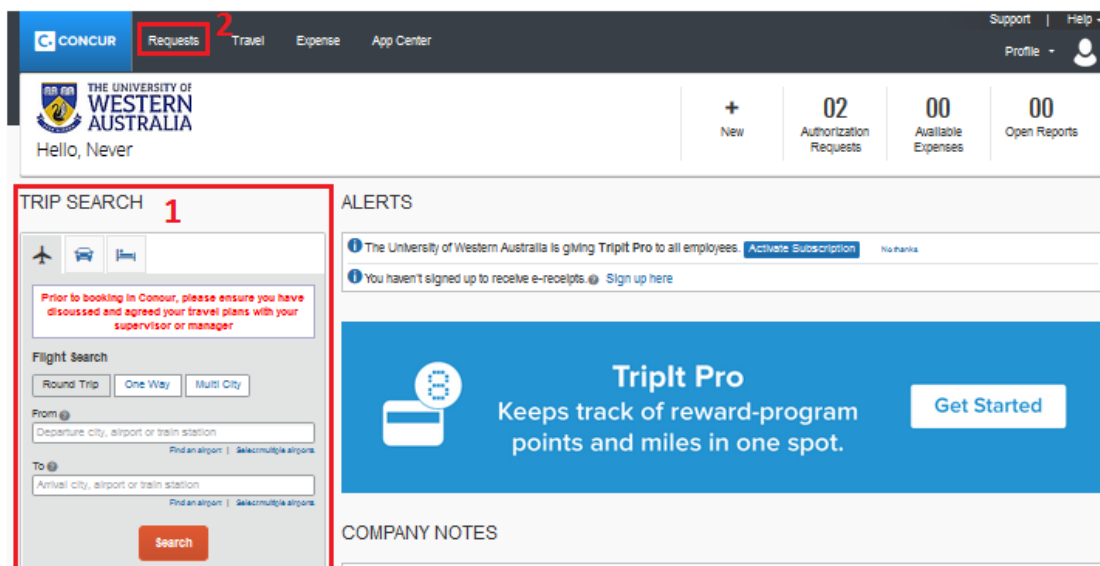 Support | Help
2
C. CONCUR Requests Travel Expense App Center
Profile
THE UNIVERSITY OF
WESTERN
AUSTRALIA
Hello, Never
+ 02 00 00
New Authorization Available Open Reports
Requests Expenses
TRIP SEARCH 1
ALERTS
The University of Western Australia is giving TripIt Pro to all employees. Activate Subscription No thanks
You haven't signed up to receive e-receipts. Sign up here
Prior to booking in Concur, please ensure you have
discussed and agreed your travel plans with your
supervisor or manager
Flight Search
Round Trip One Way Multi City
From
Departure city, airport or train station
Find an airport | Select multiple airports
To
Arrival city, airport or train station
Find an airport | Select multiple airports
Search
TripIt Pro
Keeps track of reward-program
points and miles in one spot.
Get Started
COMPANY NOTES